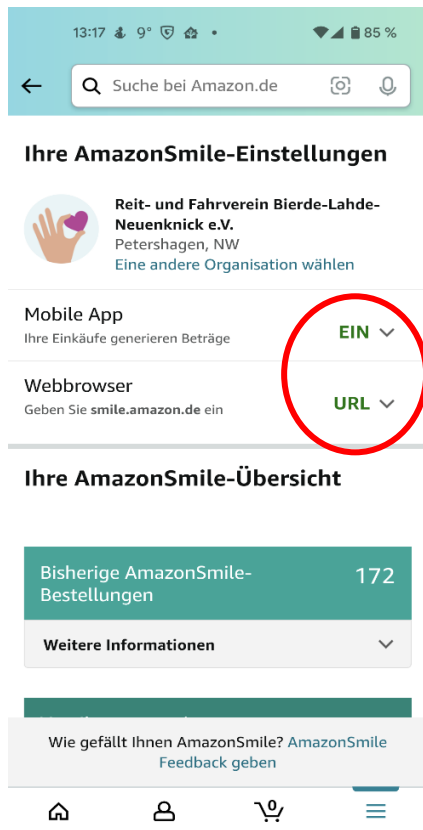 13:17 9° 85 %
Suche bei Amazon.de
Ihre AmazonSmile-Einstellungen
Reit- und Fahrverein Bierde-Lahde-
Neuenknick e.V.
Petershagen, NW
Eine andere Organisation wählen
Mobile App
Ihre Einkäufe generieren Beträge
EIN
Webbrowser
Geben Sie smile.amazon.de ein
URL
Ihre AmazonSmile-Übersicht
Bisherige AmazonSmile-
Bestellungen
172
Weitere Informationen
Wie gefällt Ihnen AmazonSmile? AmazonSmile
Feedback geben
0